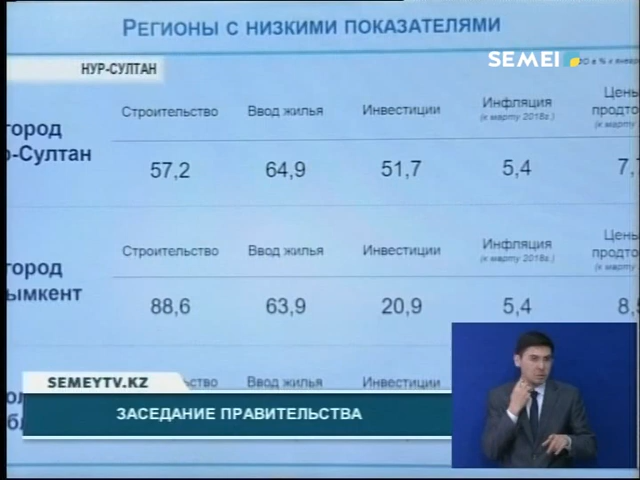 РЕГИОНЫ С НИЗКИМИ ПОКАЗАТЕЛЯМИ
SEMEI
НУР-СУЛТАН
Строительство Ввод жилья Инвестиции Инфляция Цены
(к марту 2018г.)
город
57,2 64,9 51,7 5,4
Строительство Ввод жилья Инвестиции Инфляция Цены
(к марту 2018г.)
город
88,6 63,9 20,9 5,4
SEMEYTV.KZ
Ввод жилья Инвестиции
ЗАСЕДАНИЕ ПРАВИТЕЛЬСТВА